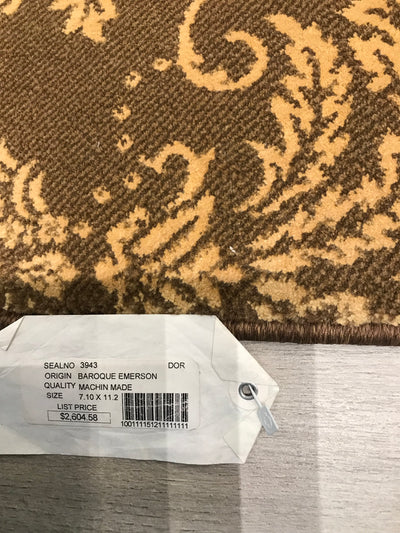 SEALNO 3943 DOR
ORIGIN BAROQUE EMERSON
QUALITY MACHIN MADE
SIZE 7.10 X 11.2
LIST PRICE
$2,604.58
100111151211111111